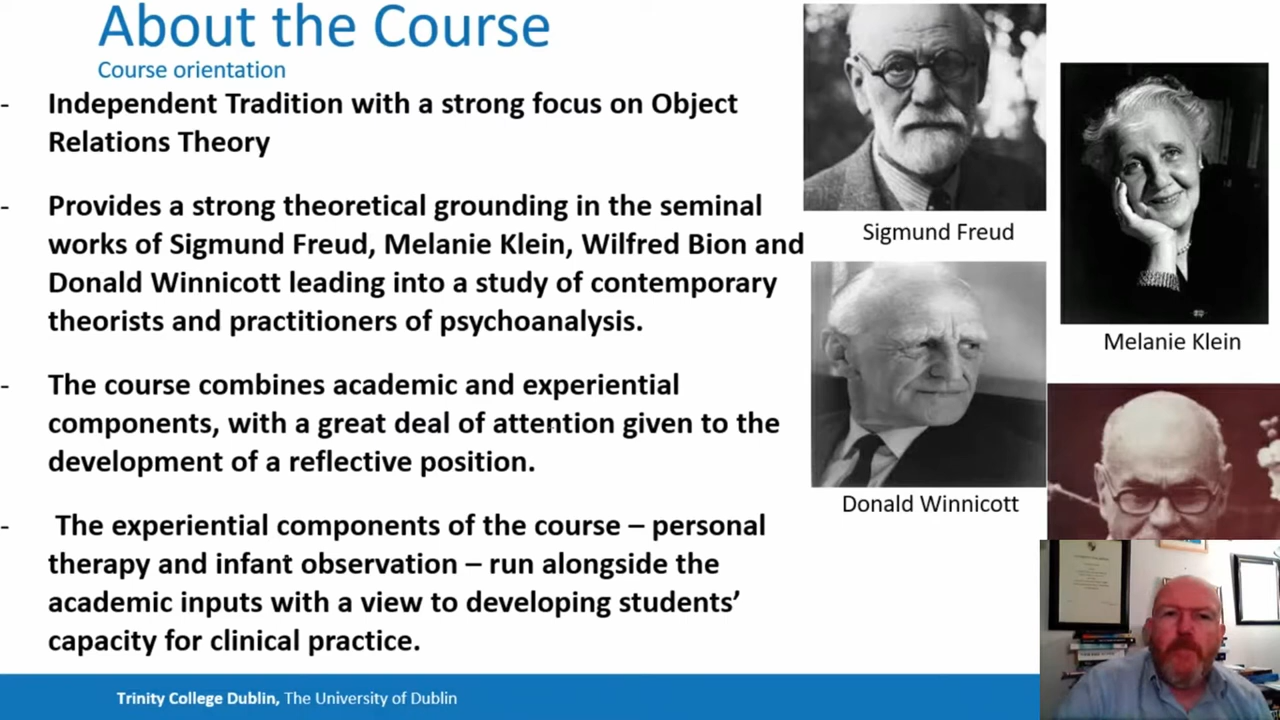 About the Course
Course orientation
- Independent Tradition with a strong focus on Object
Relations Theory
- Provides a strong theoretical grounding in the seminal
works of Sigmund Freud, Melanie Klein, Wilfred Bion and
Donald Winnicott leading into a study of contemporary
theorists and practitioners of psychoanalysis.
- The course combines academic and experiential
components, with a great deal of attention given to the
development of a reflective position.
- The experiential components of the course – personal
therapy and infant observation – run alongside the
academic inputs with a view to developing students’
capacity for clinical practice.
Sigmund Freud
Melanie Klein
Donald Winnicott
Trinity College Dublin, The University of Dublin